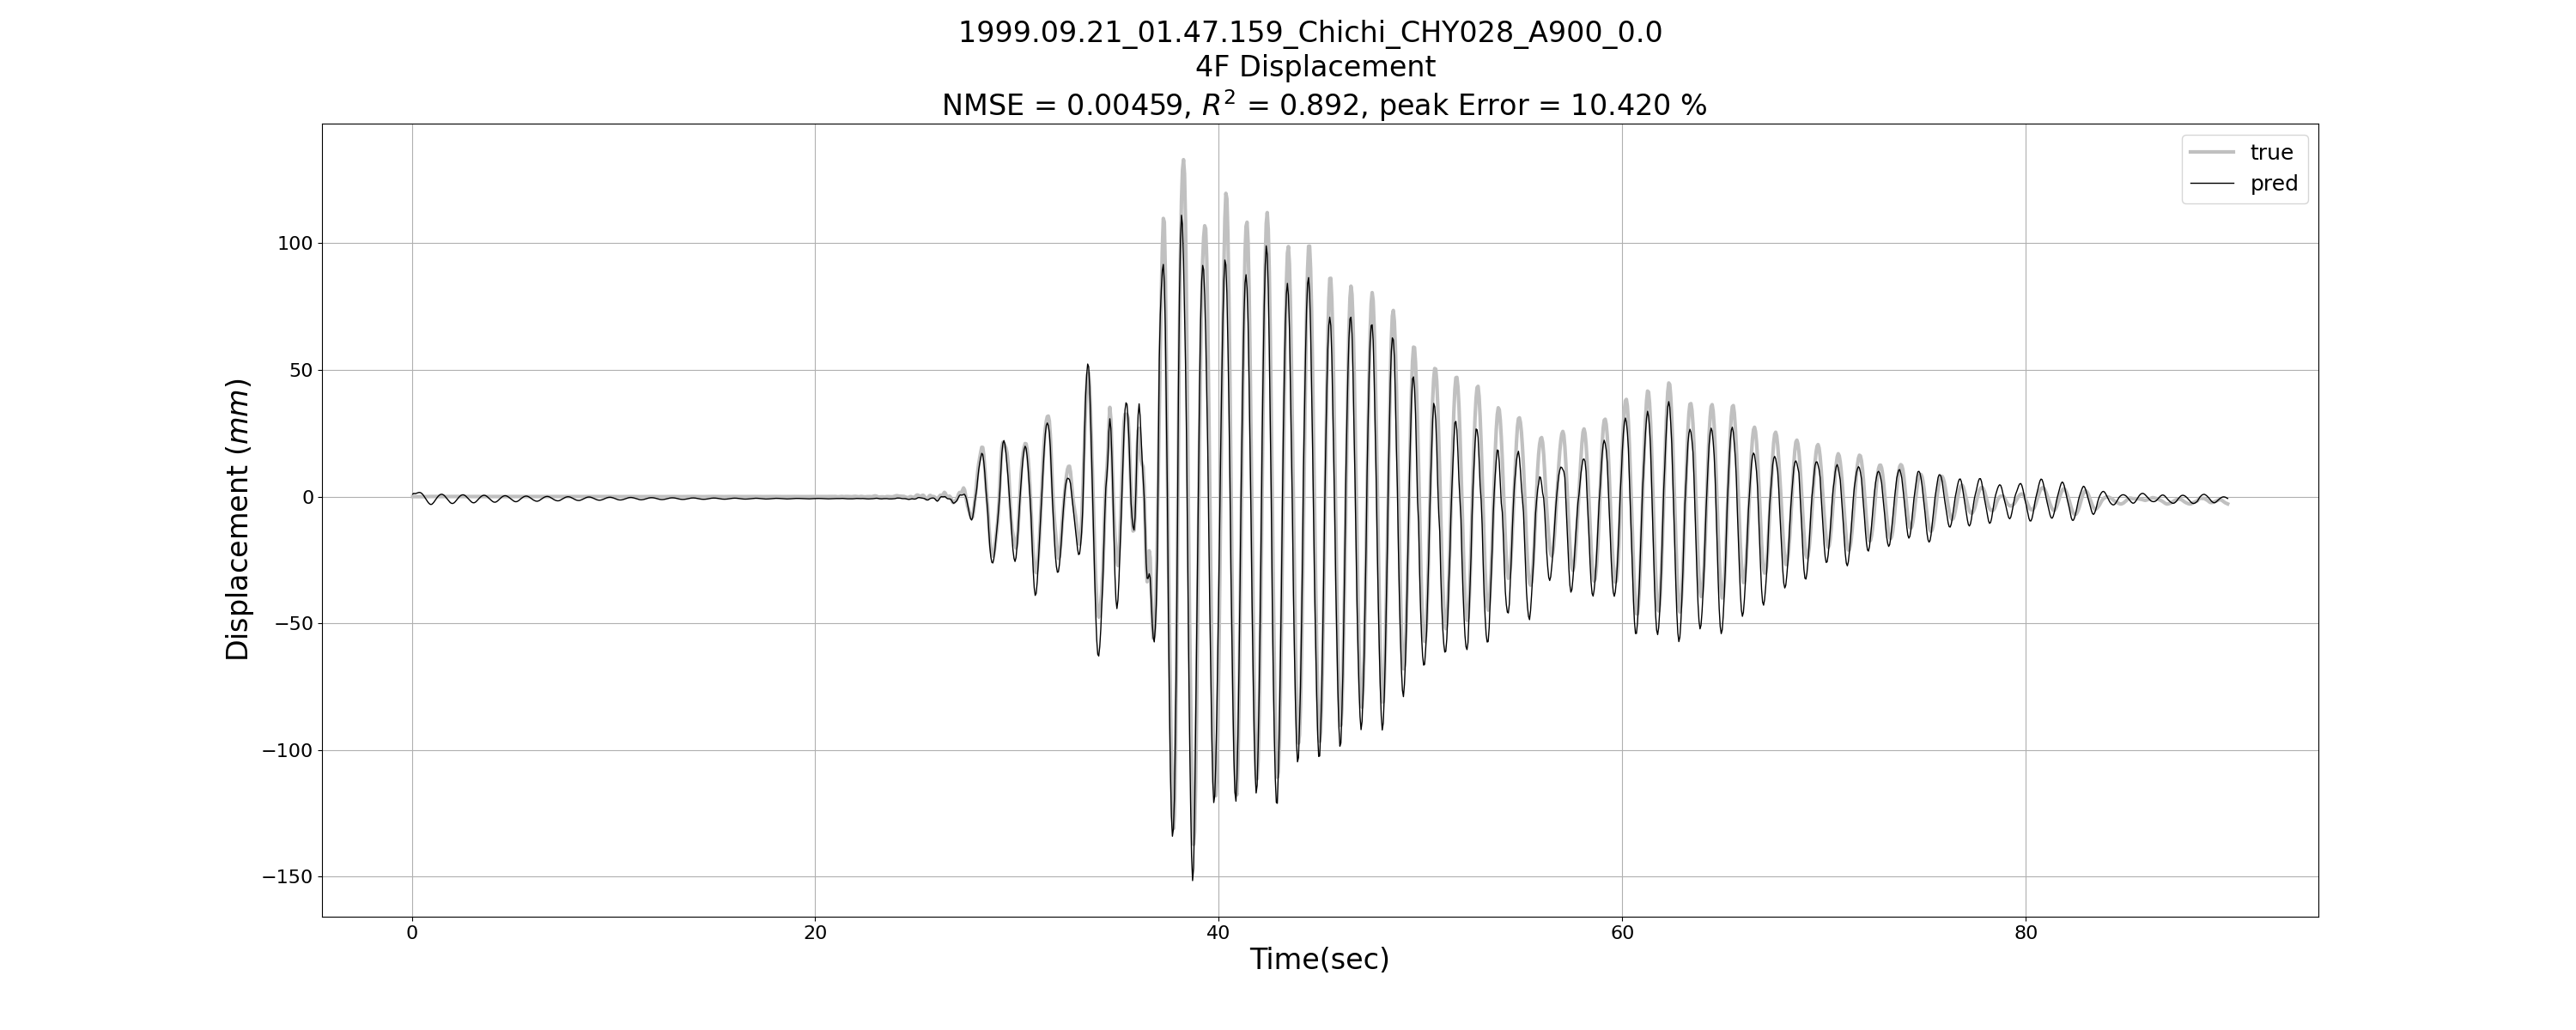 1999.09.21_01.47.159_Chichi_CHY028_A900_0.0
4F Displacement
NMSE = 0.00459, R² = 0.892, peak Error = 10.420 %
true
pred
Displacement (mm)
100
50
0
−50
−100
−150
0 20 40 60 80
Time(sec)